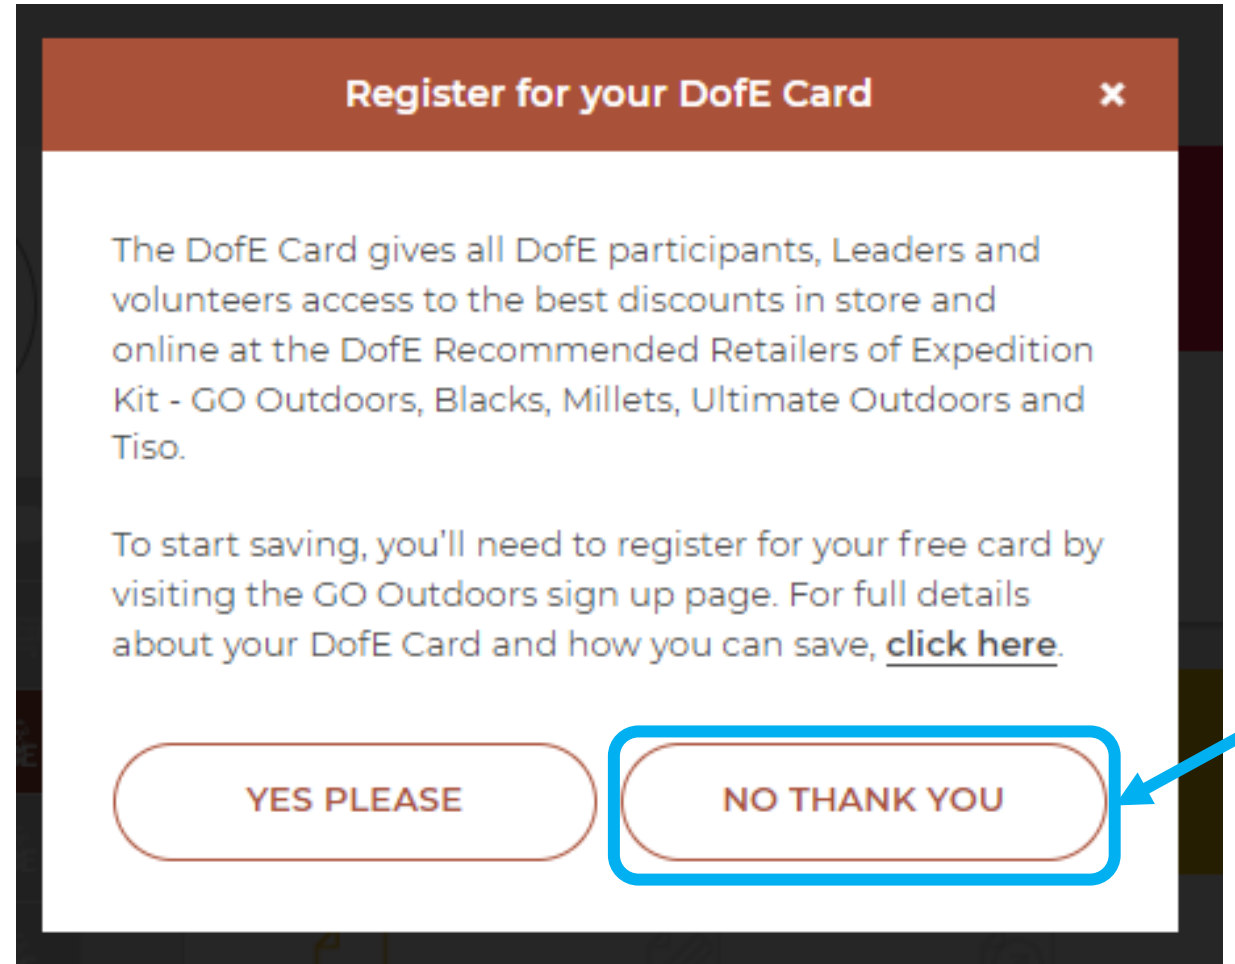 Register for your DofE Card ×
The DofE Card gives all DofE participants, Leaders and
volunteers access to the best discounts in store and
online at the DofE Recommended Retailers of Expedition
Kit - GO Outdoors, Blacks, Millets, Ultimate Outdoors and
Tiso.
To start saving, you'll need to register for your free card by
visiting the GO Outdoors sign up page. For full details
about your DofE Card and how you can save, click here.
YES PLEASE NO THANK YOU